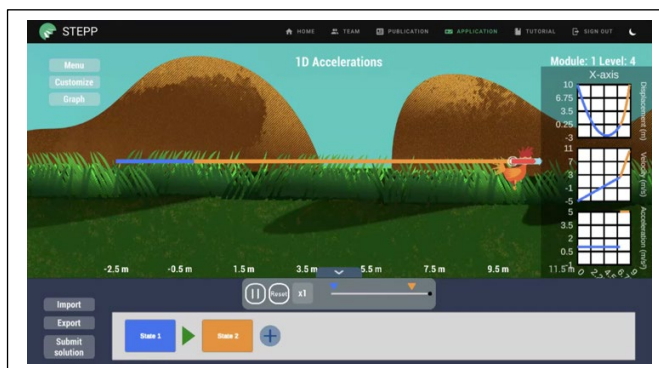 STEPP
HOME TEAM PUBLICATION APPLICATION TUTORIAL SIGN OUT
Menu
Customize
Graph
1D Accelerations
Module: 1 Level: 4
X-axis
10
6.75
3.5
0.25
-3
Displacement (m)
11
7
3
-1
-5
Velocity (m/s)
5
3.5
2
0.5
-1
Acceleration (m/s²)
-2.5 m -0.5 m 1.5 m 3.5 m 5.5 m 7.5 m 9.5 m 11.5 m
Reset x1
Import
Export
Submit
solution
State 1 State 2